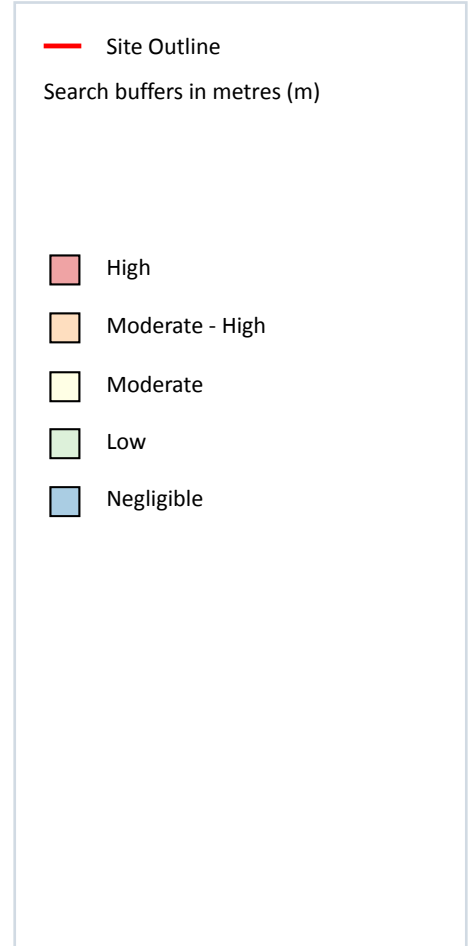 Site Outline
Search buffers in metres (m)
High
Moderate - High
Moderate
Low
Negligible